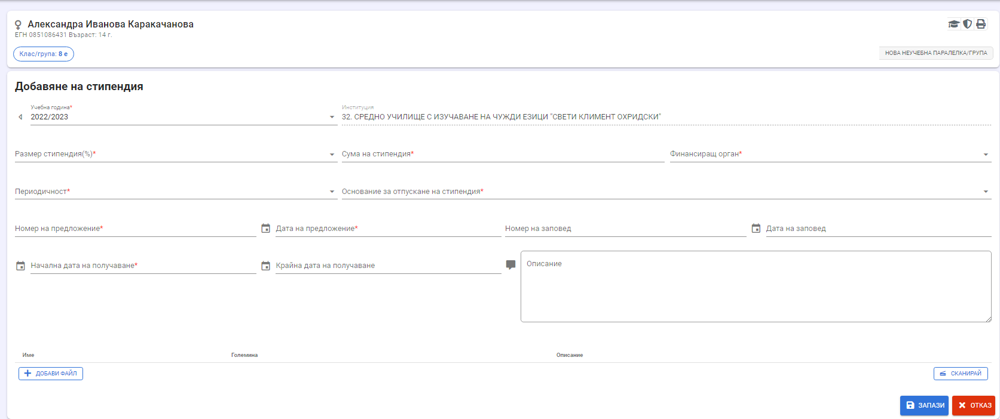 Александра Иванова Каракачанова
ЕГН 0851086431 Възраст: 14 г.
Клас/група: 8 е
НОВА НЕУЧЕБНА ПАРАЛЕЛКА/ГРУПА
Добавяне на стипендия
Учебна година* Институция
2022/2023 32. СРЕДНО УЧИЛИЩЕ С ИЗУЧАВАНЕ НА ЧУЖДИ ЕЗИЦИ "СВЕТИ КЛИМЕНТ ОХРИДСКИ"
Размер стипендия(%)* Сума на стипендия* Финансиращ орган*
Периодичност* Основание за отпускане на стипендия*
Номер на предложение* Дата на предложение* Номер на заповед Дата на заповед
Начална дата на получаване* Крайна дата на получаване Описание
Име Големина Описание
ДОБАВИ ФАЙЛ СКАНИРАЙ
ЗАПАЗИ ОТКАЗ